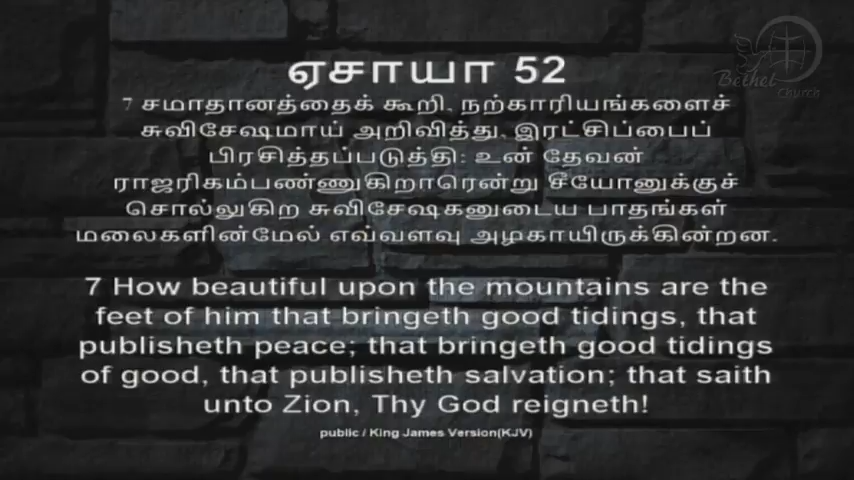 ஏசாயா 52
7 சமாதானத்தைக் கூறி, நற்காரியங்களைச்
சுவிசேஷமாய் அறிவித்து, இரட்சிப்பைப்
பிரசித்தப்படுத்தி: உன் தேவன்
ராஜரிகம்பண்ணுகிறாரென்று சீயோனுக்குச்
சொல்லுகிற சுவிசேஷகனுடைய பாதங்கள்
மலைகளின்மேல் எவ்வளவு அழகாயிருக்கின்றன.
7 How beautiful upon the mountains are the
feet of him that bringeth good tidings, that
publisheth peace; that bringeth good tidings
of good, that publisheth salvation; that saith
unto Zion, Thy God reigneth!
public / King James Version(KJV)
Bethel
Church